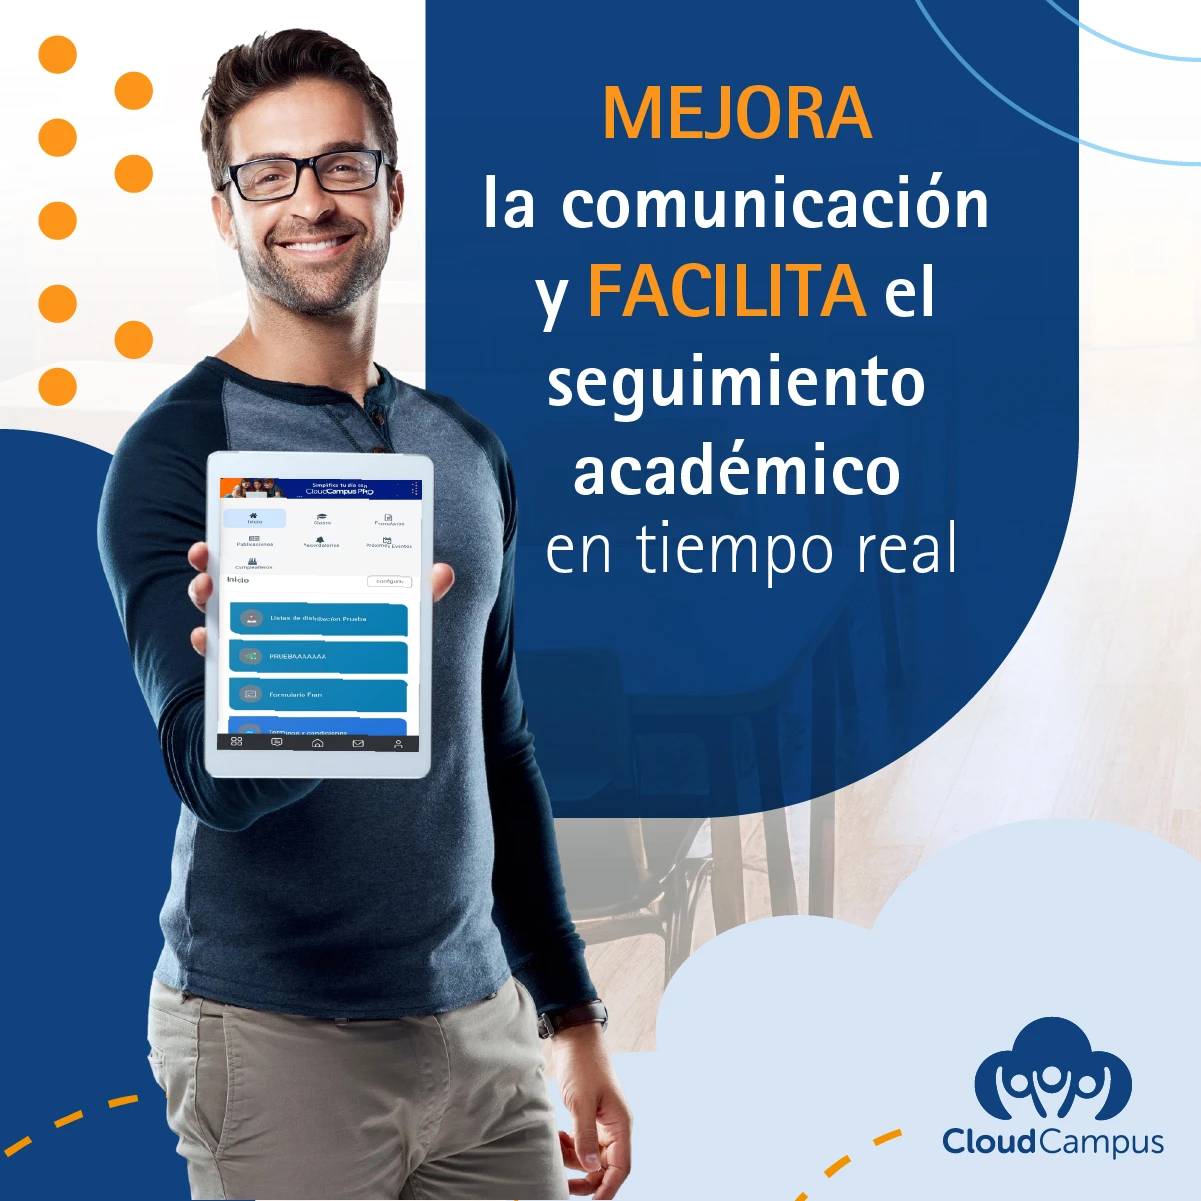 MEJORA
la comunicación
y FACILITA el
seguimiento
académico
en tiempo real
Simplifica tu día con
CloudCampus PRO
Inicio
Clases
Formularios
Publicaciones
Recordatorios
Próximos Eventos
Cumpleañeros
Inicio
Configurar
Listas de distribución Prueba
PRUEBAAAAAAA
Formulario Fran
Términos y condiciones
CloudCampus